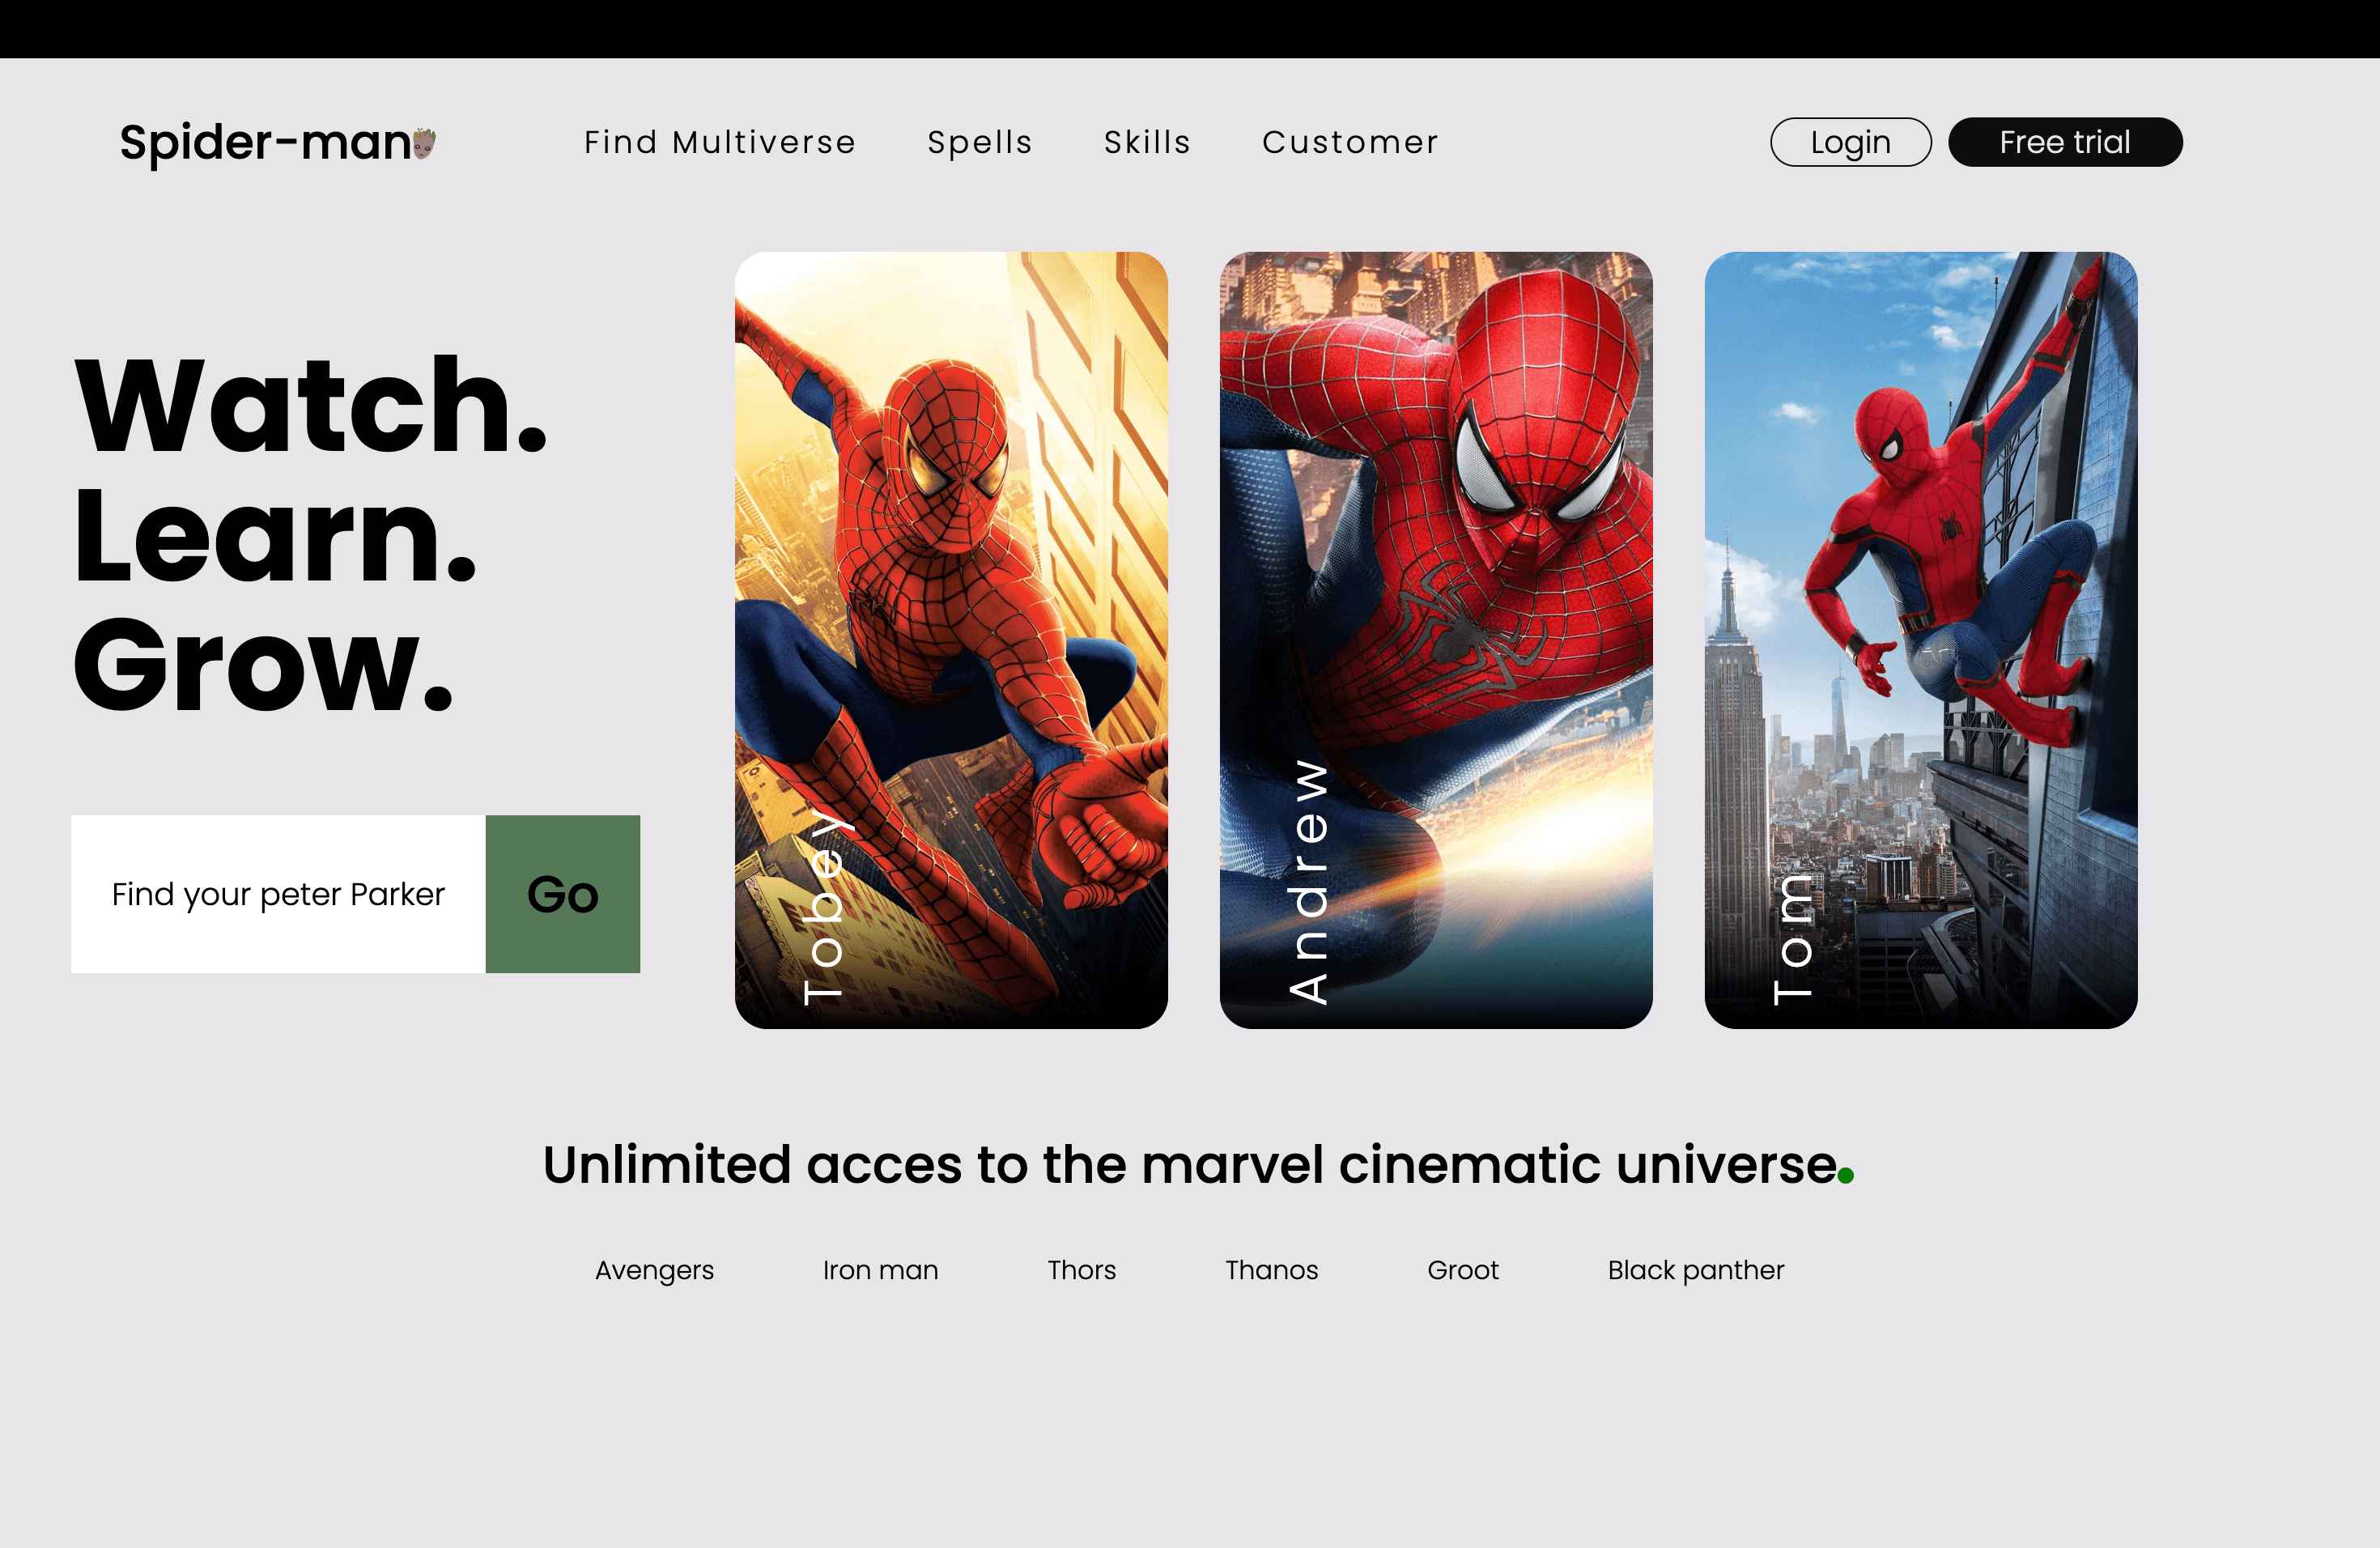 Spider-man
Find Multiverse
Spells
Skills
Customer
Login
Free trial
Watch.
Learn.
Grow.
Find your peter Parker
Go
Tobey
Andrew
Tom
Unlimited acces to the marvel cinematic universe.
Avengers
Iron man
Thors
Thanos
Groot
Black panther